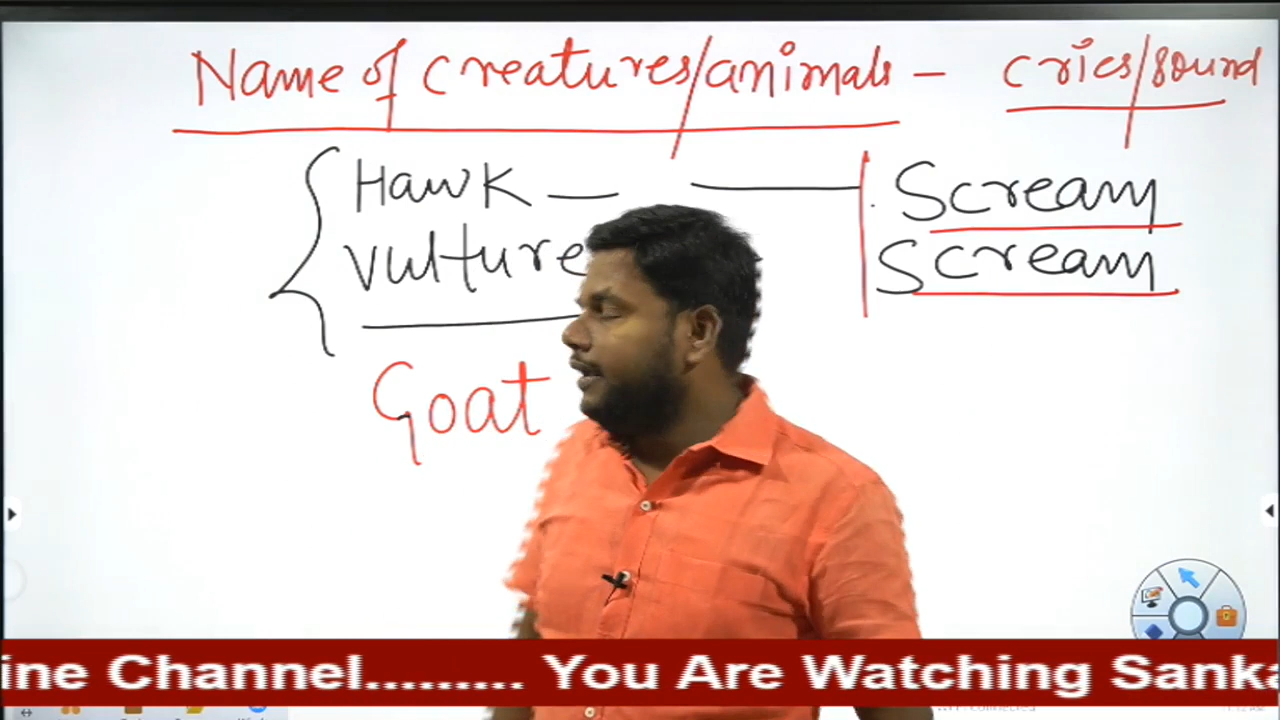 Name of creatures/animals – cries/sound
Hawk — — Scream
Vulture Scream
Goat
ine Channel......... You Are Watching Sanka